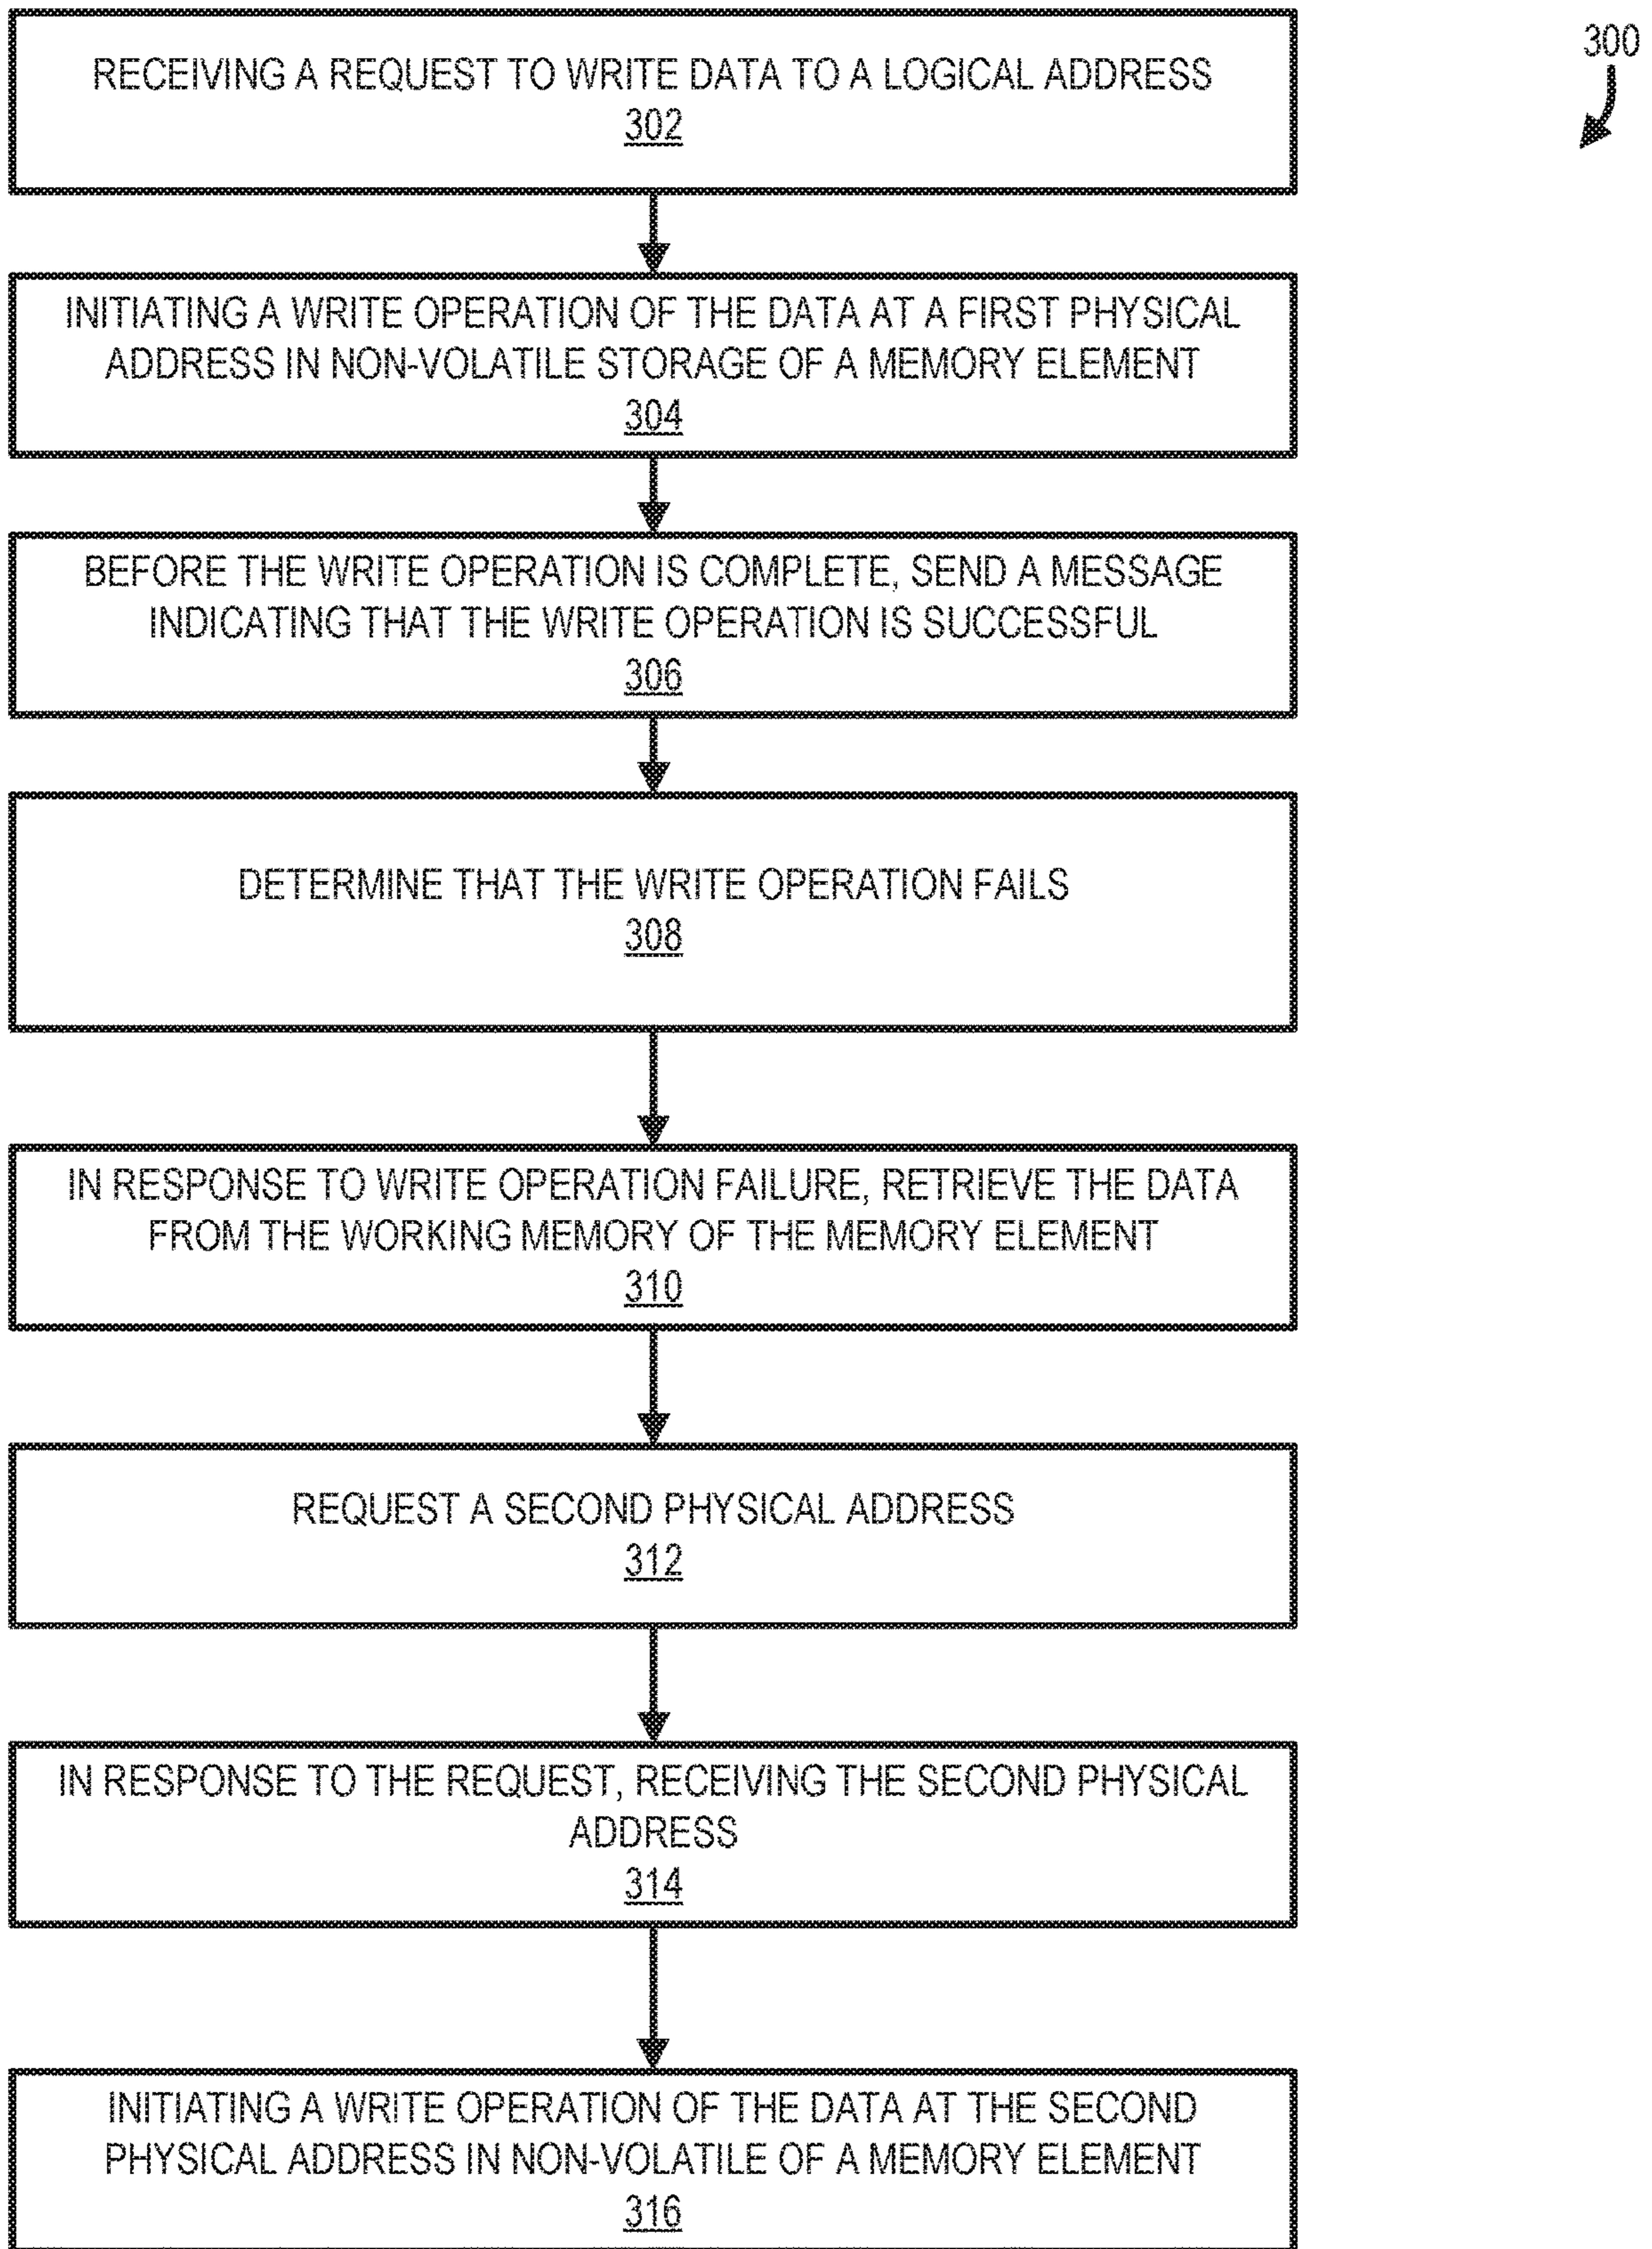 300
RECEIVING A REQUEST TO WRITE DATA TO A LOGICAL ADDRESS
302
INITIATING A WRITE OPERATION OF THE DATA AT A FIRST PHYSICAL
ADDRESS IN NON-VOLATILE STORAGE OF A MEMORY ELEMENT
304
BEFORE THE WRITE OPERATION IS COMPLETE, SEND A MESSAGE
INDICATING THAT THE WRITE OPERATION IS SUCCESSFUL
306
DETERMINE THAT THE WRITE OPERATION FAILS
308
IN RESPONSE TO WRITE OPERATION FAILURE, RETRIEVE THE DATA
FROM THE WORKING MEMORY OF THE MEMORY ELEMENT
310
REQUEST A SECOND PHYSICAL ADDRESS
312
IN RESPONSE TO THE REQUEST, RECEIVING THE SECOND PHYSICAL
ADDRESS
314
INITIATING A WRITE OPERATION OF THE DATA AT THE SECOND
PHYSICAL ADDRESS IN NON-VOLATILE OF A MEMORY ELEMENT
316